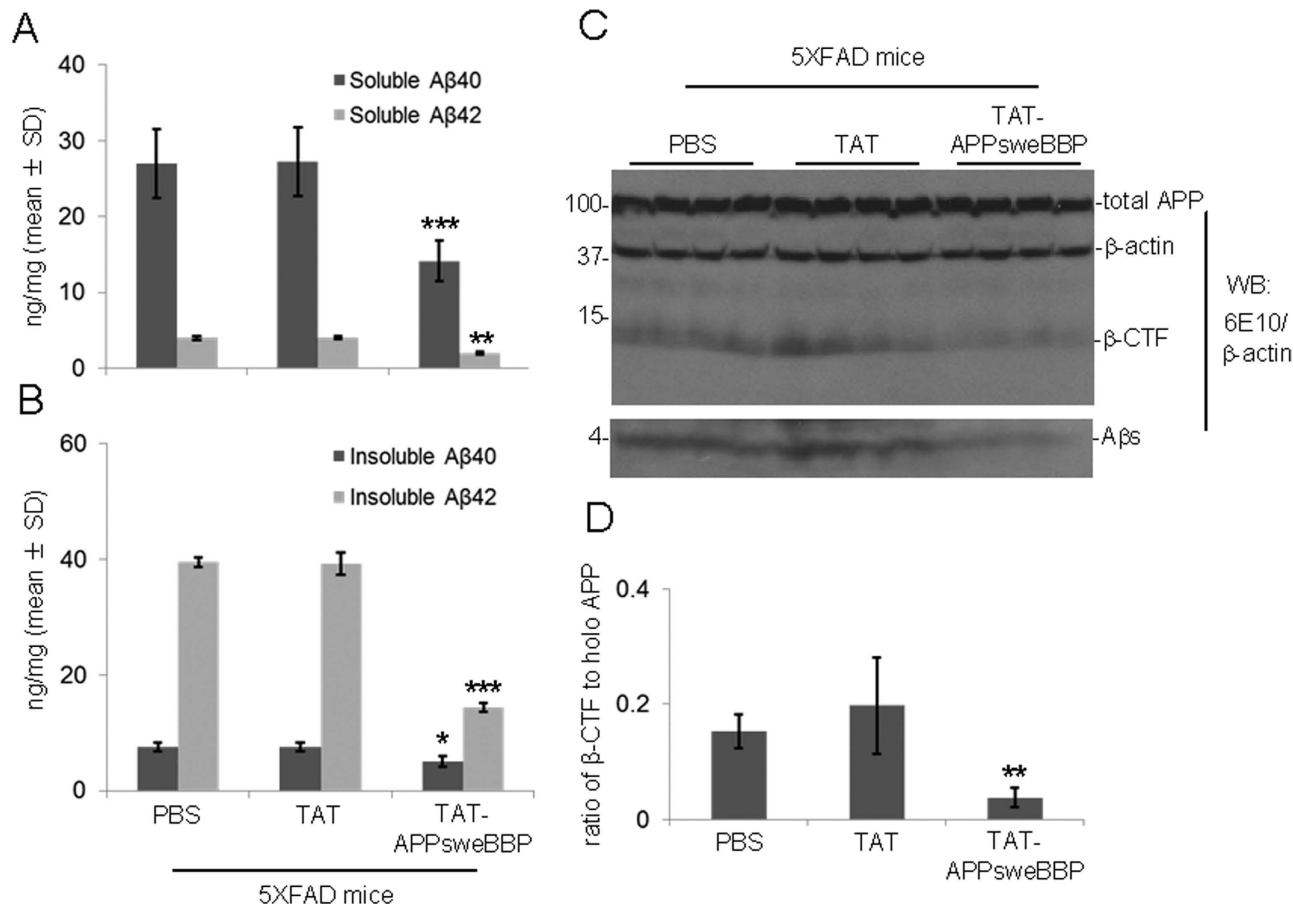 A
40
30
20
10
0
ng/mg (mean ± SD)
Soluble Aβ40
Soluble Aβ42
***
**
B
60
40
20
0
ng/mg (mean ± SD)
Insoluble Aβ40
Insoluble Aβ42
*
***
PBS
TAT
TAT-
APPsweBBP
5XFAD mice
C
5XFAD mice
PBS
TAT
TAT-
APPsweBBP
100-
37-
15
4-
-total APP
-β-actin
-β-CTF
-Aβs
WB:
6E10/
β-actin
D
0.4
0.2
0
ratio of β-CTF to holo APP
**
PBS
TAT
TAT-
APPsweBBP